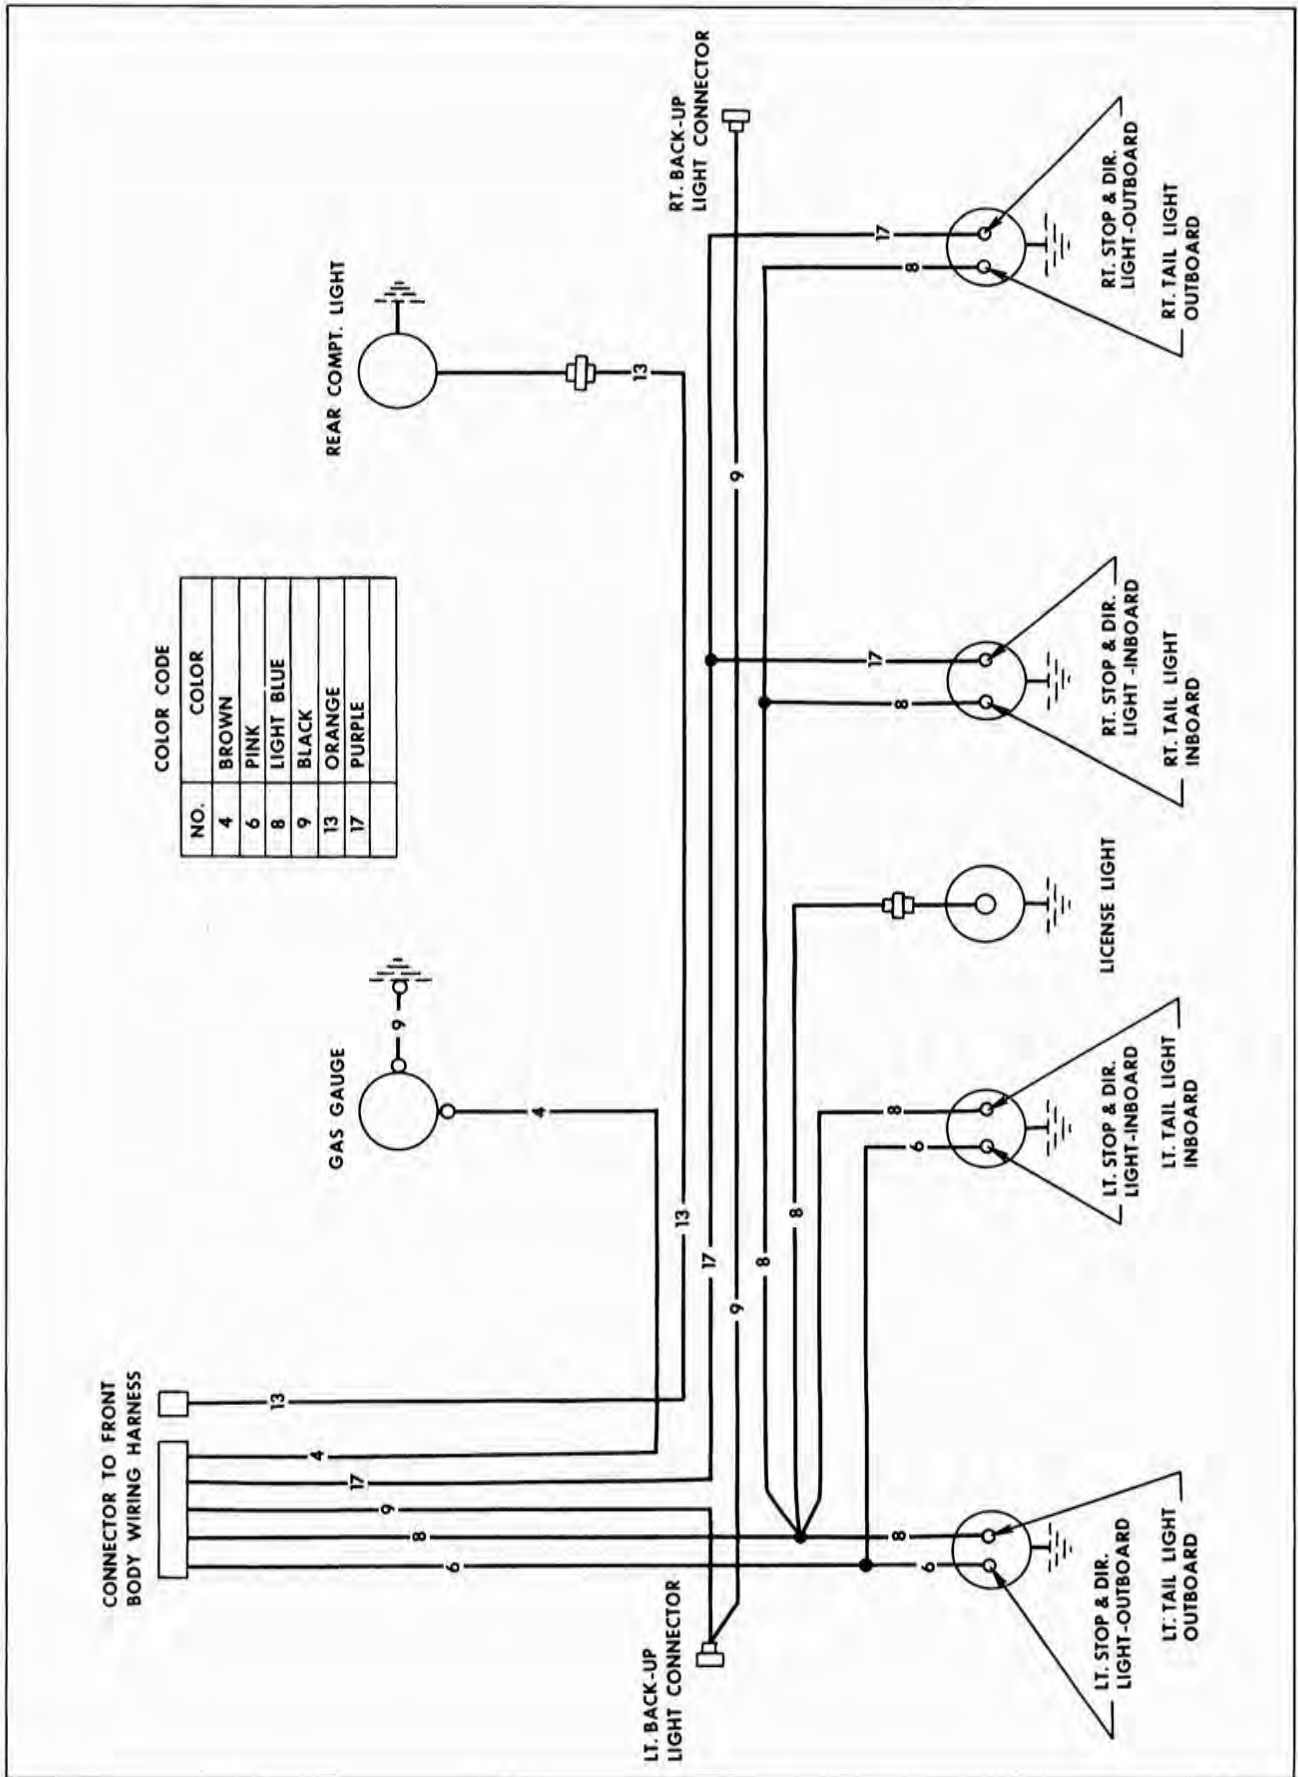 CONNECTOR TO FRONT
BODY WIRING HARNESS
COLOR CODE
NO. COLOR
4 BROWN
6 PINK
8 LIGHT BLUE
9 BLACK
13 ORANGE
17 PURPLE
GAS GAUGE
9
4
REAR COMPT. LIGHT
13
13
4
17
9
8
6
13
17
9
8
8
9
LT. BACK-UP
LIGHT CONNECTOR
RT. BACK-UP
LIGHT CONNECTOR
6
8
6
8
8
17
8
17
LT. STOP & DIR.
LIGHT-OUTBOARD
LT. TAIL LIGHT
OUTBOARD
LT. STOP & DIR.
LIGHT-INBOARD
LT. TAIL LIGHT
INBOARD
LICENSE LIGHT
RT. STOP & DIR.
LIGHT -INBOARD
RT. TAIL LIGHT
INBOARD
RT. STOP & DIR.
LIGHT-OUTBOARD
RT. TAIL LIGHT
OUTBOARD